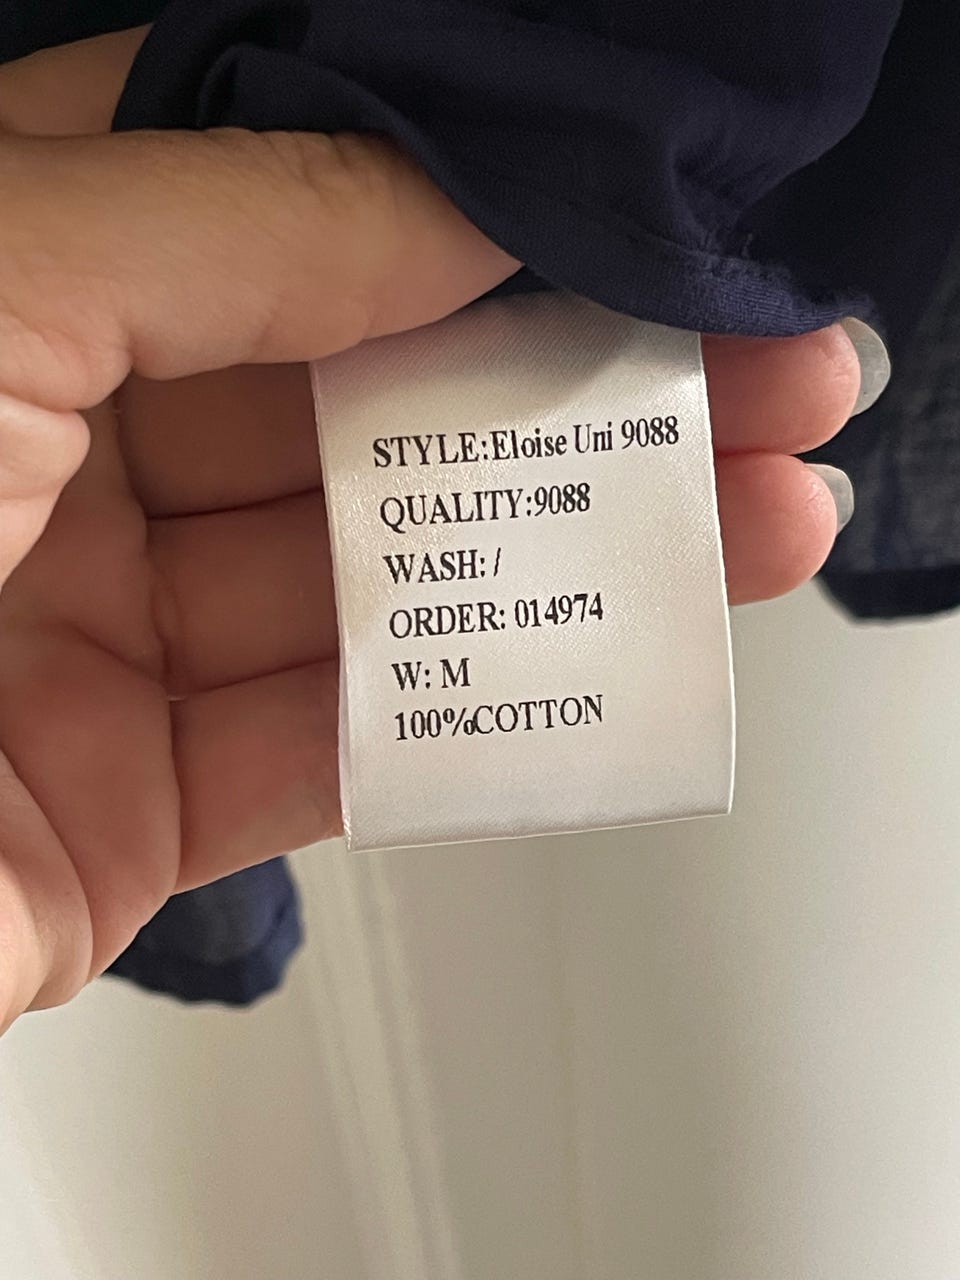 STYLE:Eloise Uni 9088
QUALITY:9088
WASH: /
ORDER: 014974
W: M
100%COTTON